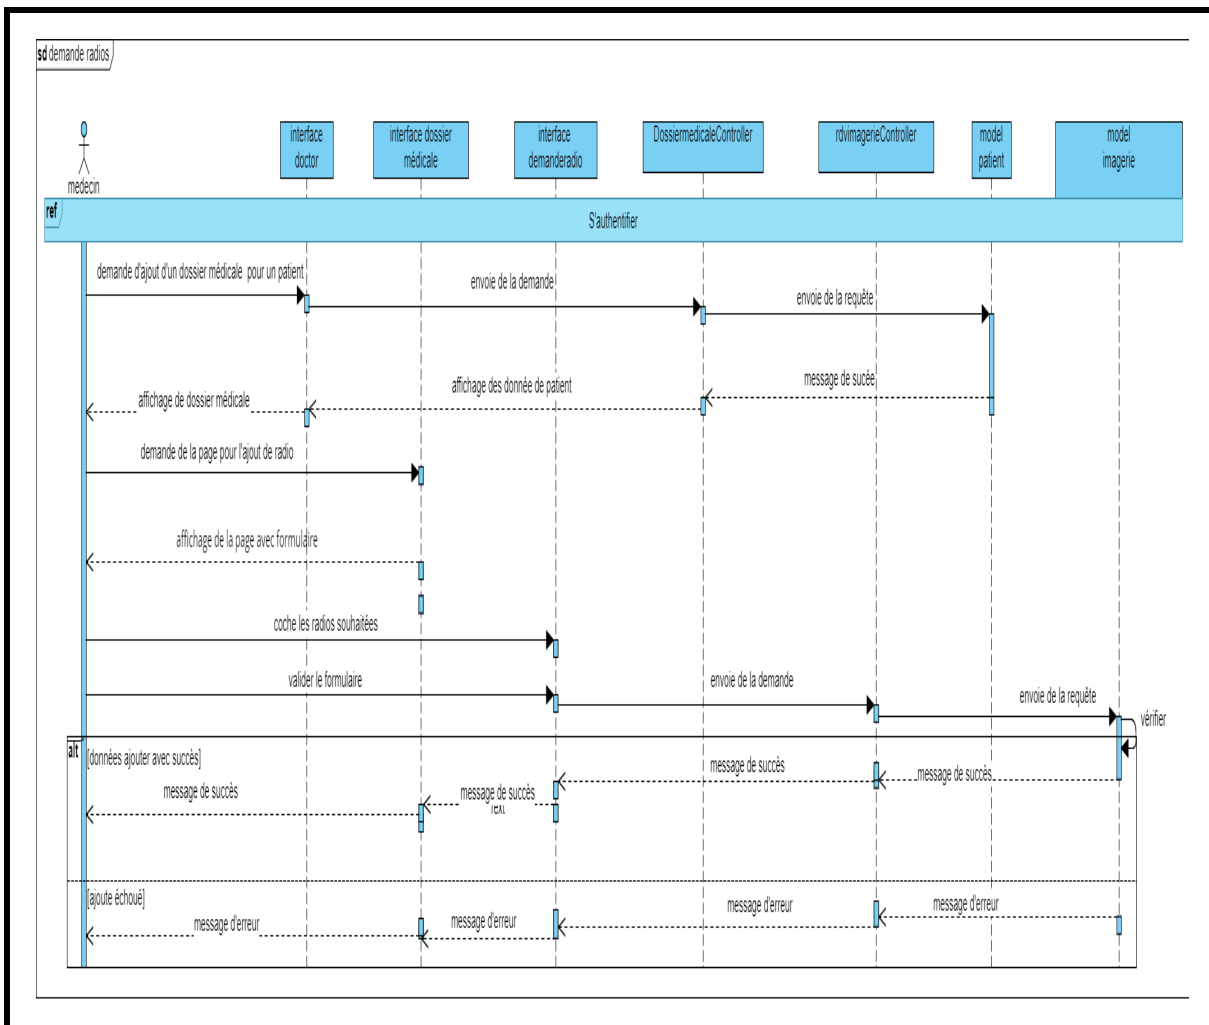 sd demande radios
interface
doctor
interface dossier
médicale
interface
demanderadio
DossiermedicaleController
rdvimagerieController
model
patient
model
imagerie
medecin
ref
S'authentifier
demande d'ajout d'un dossier médicale pour un patient
envoie de la demande
envoie de la requête
message de sucée
affichage des donnée de patient
affichage de dossier médicale
demande de la page pour l'ajout de radio
affichage de la page avec formulaire
coche les radios souhaitées
valider le formulaire
envoie de la demande
envoie de la requête
vérifier
alt
[données ajouter avec succès]
message de succès
message de succès
message de succès
Text
message de succès
[ajoute échoué]
message d'erreur
message d'erreur
message d'erreur
message d'erreur